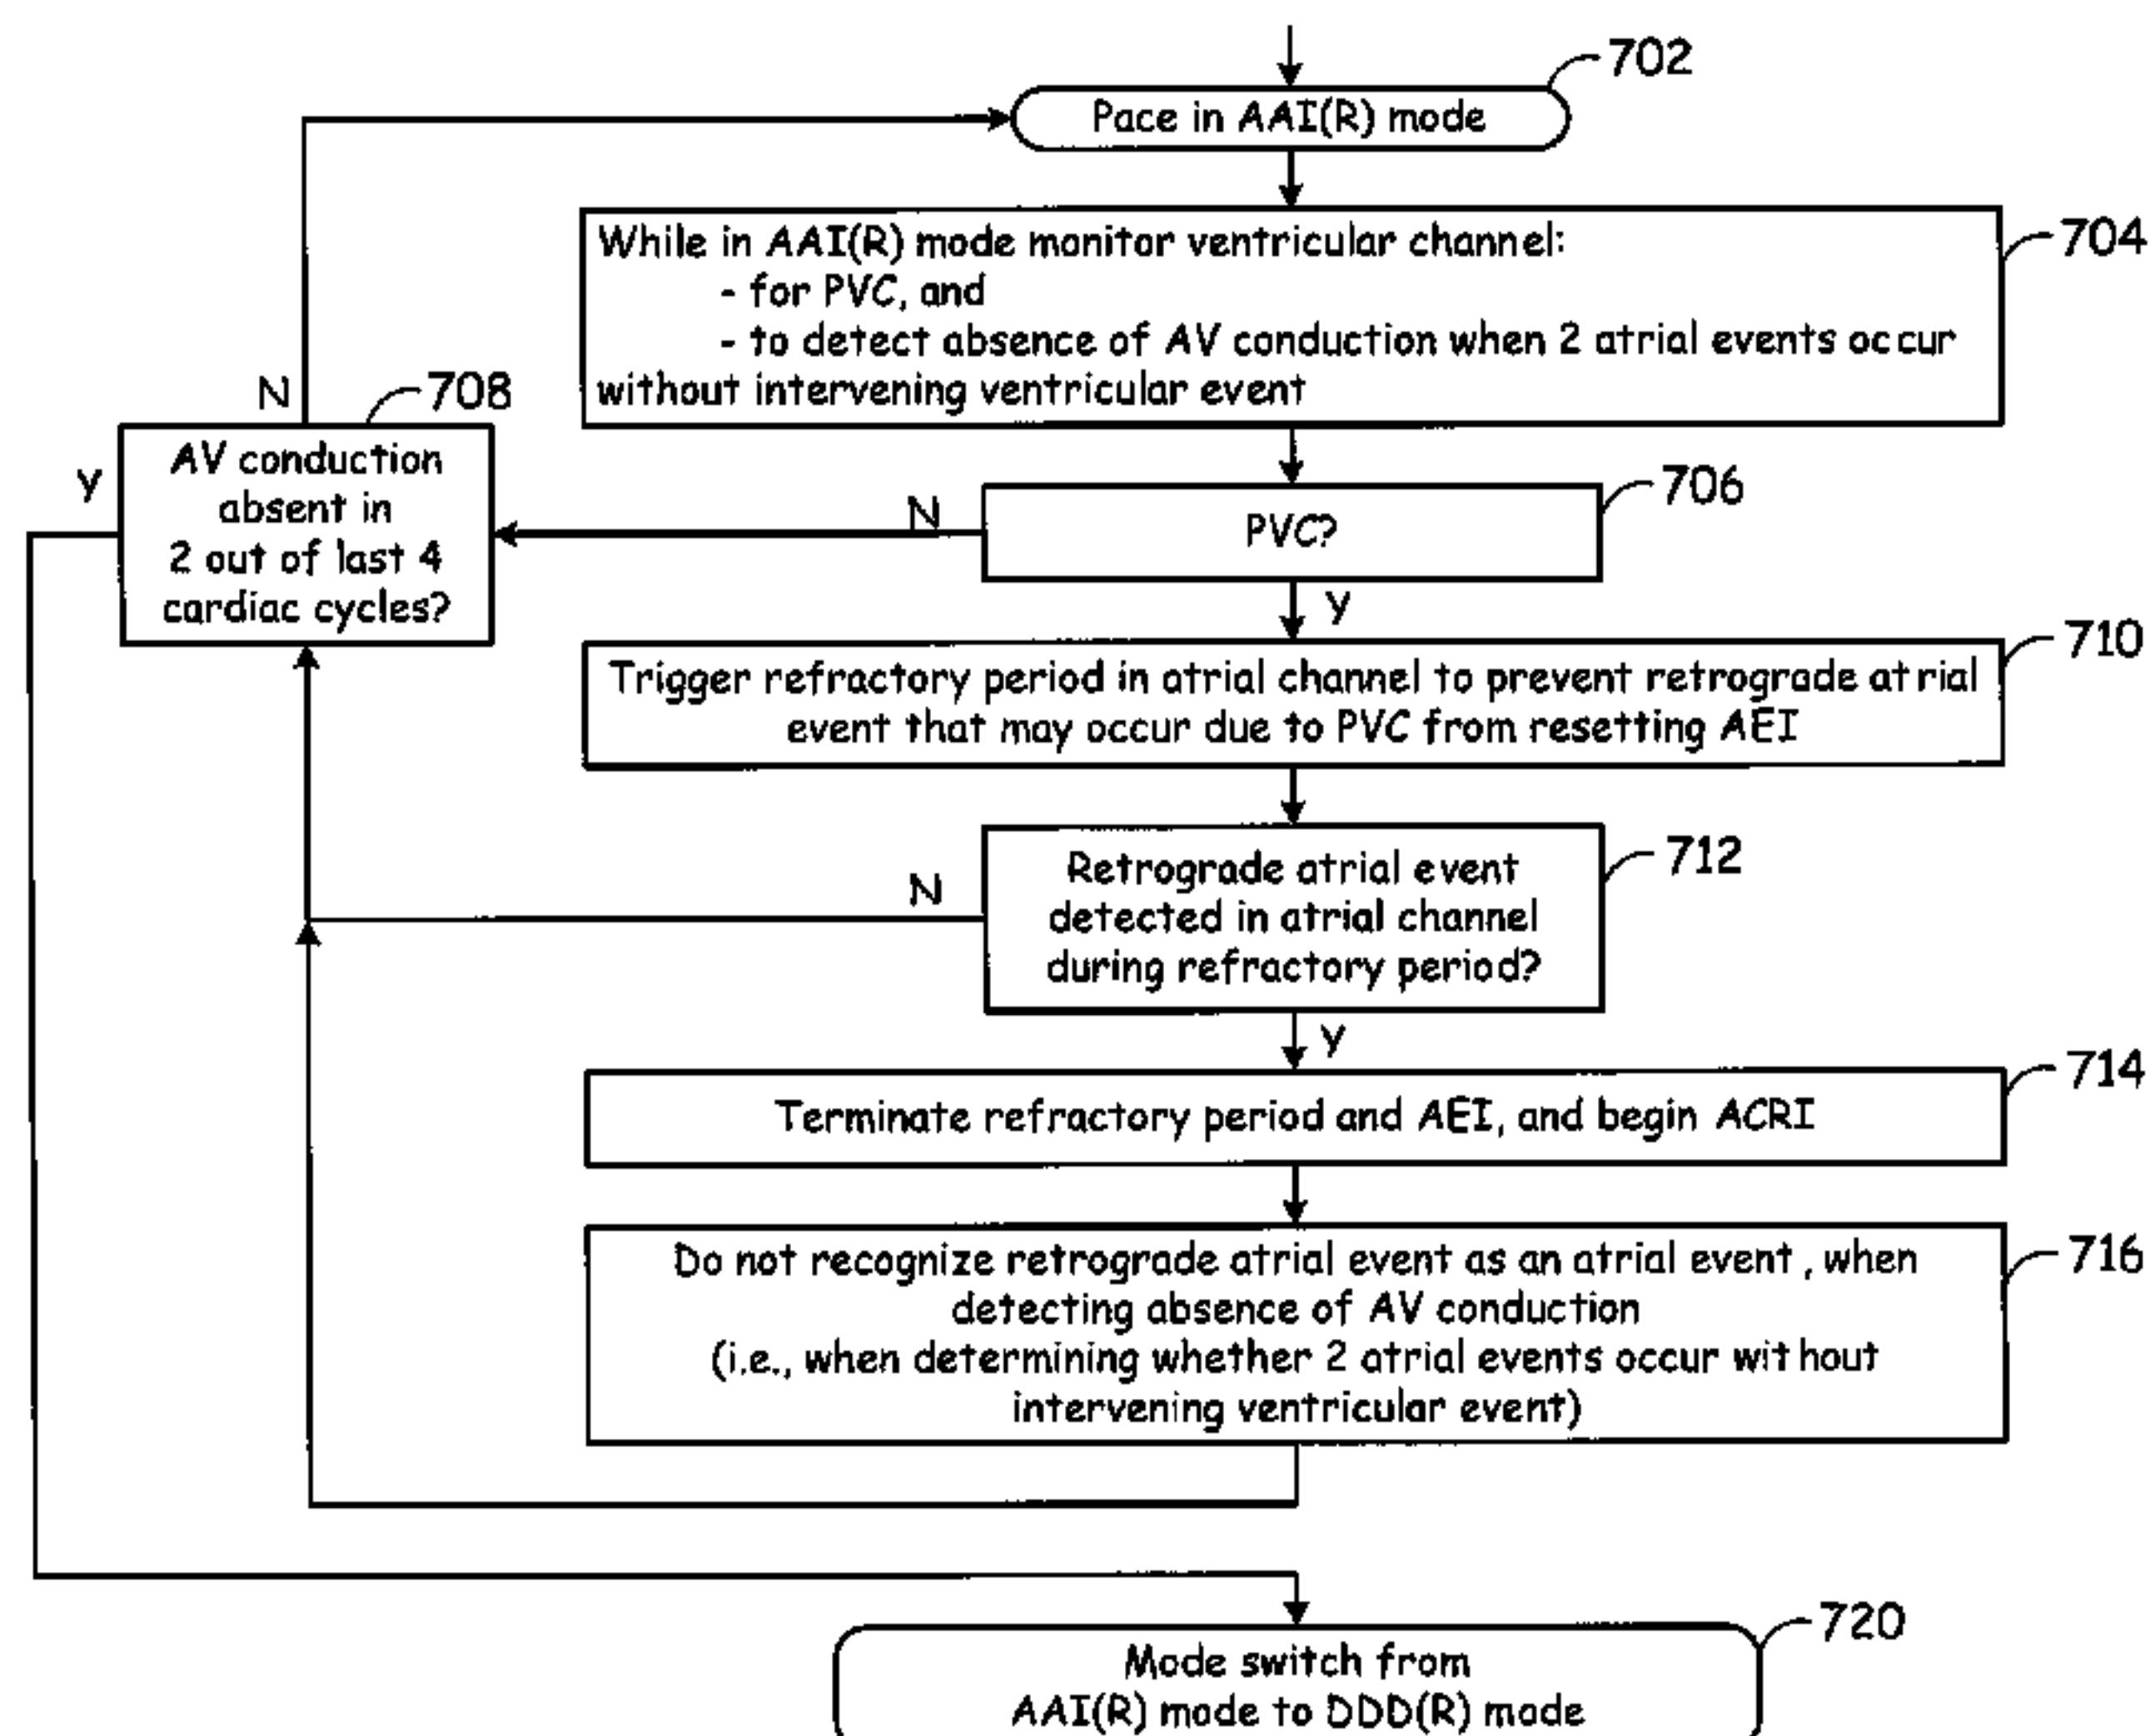 702
Pace in AAI(R) mode
704
While in AAI(R) mode monitor ventricular channel:
- for PVC, and
- to detect absence of AV conduction when 2 atrial events occur
without intervening ventricular event
N
708
AV conduction
absent in
2 out of last 4
cardiac cycles?
Y
N
706
PVC?
Y
710
Trigger refractory period in atrial channel to prevent retrograde atrial
event that may occur due to PVC from resetting AEI
712
Retrograde atrial event
detected in atrial channel
during refractory period?
N
Y
714
Terminate refractory period and AEI, and begin ACRI
716
Do not recognize retrograde atrial event as an atrial event, when
detecting absence of AV conduction
(i.e., when determining whether 2 atrial events occur without
intervening ventricular event)
720
Mode switch from
AAI(R) mode to DDD(R) mode